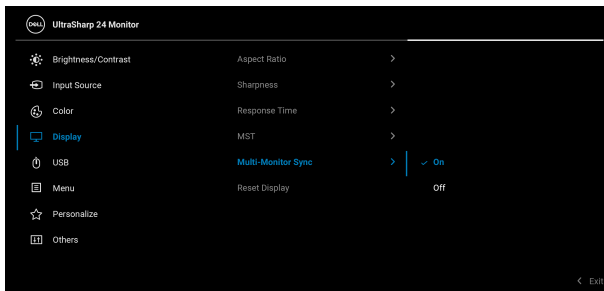 DELL UltraSharp 24 Monitor
Brightness/Contrast Aspect Ratio
Input Source Sharpness
Color Response Time
Display MST
USB Multi-Monitor Sync On
Menu Reset Display Off
Personalize
Others
Exit